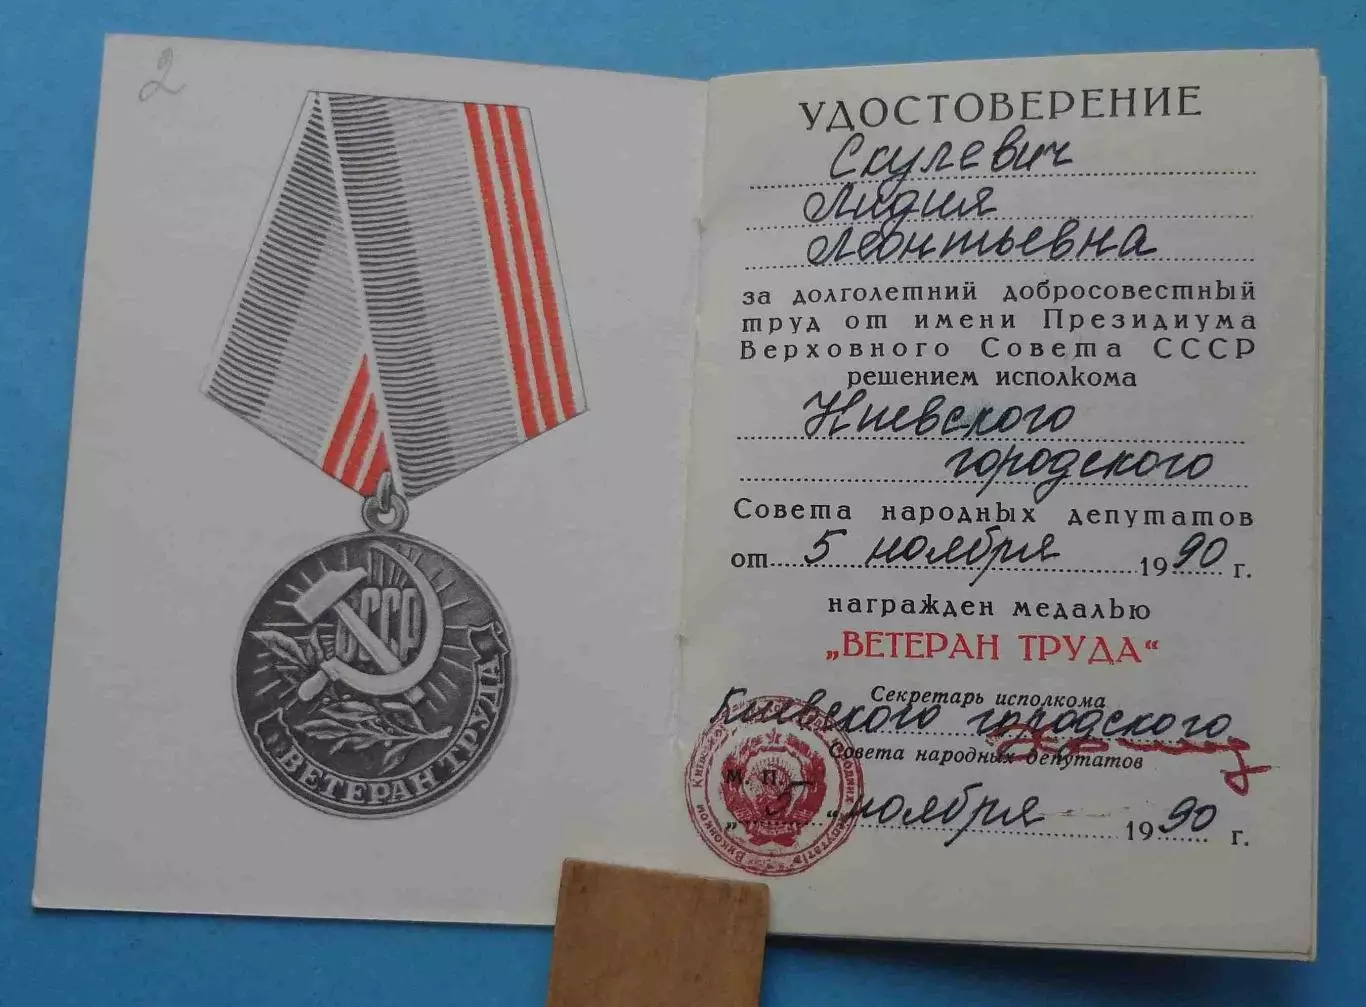 2
СССР
ВЕТЕРАН ТРУДА
УДОСТОВЕРЕНИЕ
Скулевич
Лидия
Леонтьевна
за долголетний добросовестный
труд от имени Президиума
Верховного Совета СССР
решением исполкома
Киевского
городского
Совета народных депутатов
от 5 ноября 1990 г.
награжден медалью
„ВЕТЕРАН ТРУДА“
Секретарь исполкома
Киевского городского
Совета народных депутатов
М. П.
„5“ ноября 1990 г.